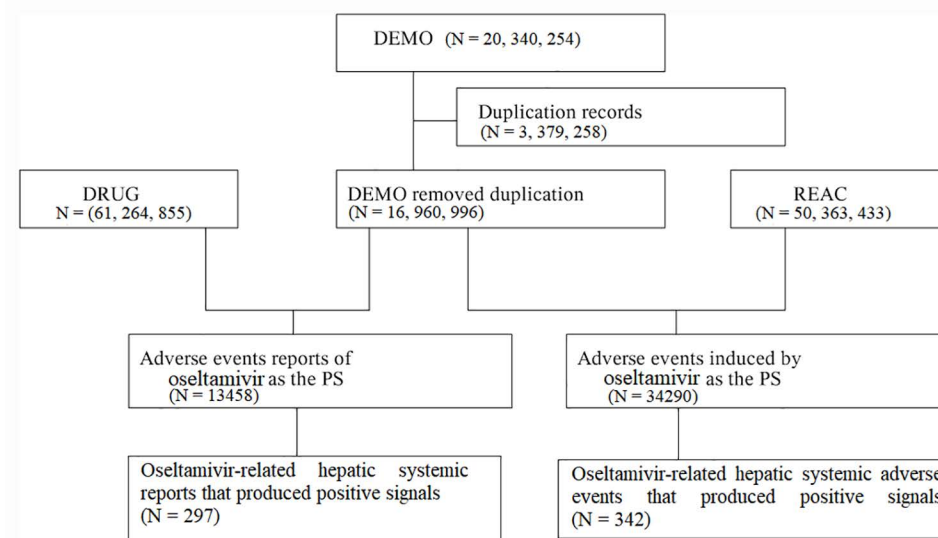 DEMO (N = 20, 340, 254)
Duplication records
(N = 3, 379, 258)
DRUG
N = (61, 264, 855)
DEMO removed duplication
(N = 16, 960, 996)
REAC
(N = 50, 363, 433)
Adverse events reports of
oseltamivir as the PS
(N = 13458)
Adverse events induced by
oseltamivir as the PS
(N = 34290)
Oseltamivir-related hepatic systemic
reports that produced positive signals
(N = 297)
Oseltamivir-related hepatic systemic adverse
events that produced positive signals
(N = 342)